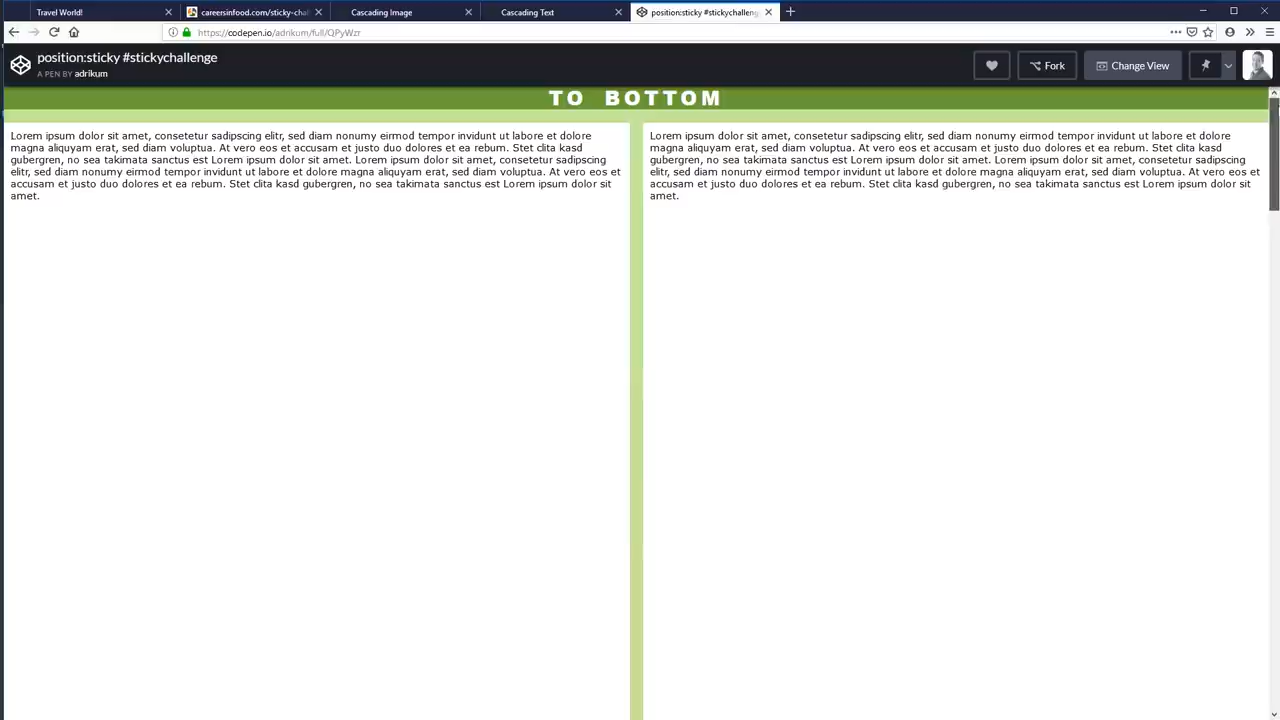 Travel World!
careersinfood.com/sticky-chal
Cascading Image
Cascading Text
position:sticky #stickychalleng
https://codepen.io/adrikum/full/QPyWzr
position:sticky #stickychallenge
A PEN BY adrikum
Fork
Change View
TO BOTTOM
Lorem ipsum dolor sit amet, consetetur sadipscing elitr, sed diam nonumy eirmod tempor invidunt ut labore et dolore
magna aliquyam erat, sed diam voluptua. At vero eos et accusam et justo duo dolores et ea rebum. Stet clita kasd
gubergren, no sea takimata sanctus est Lorem ipsum dolor sit amet. Lorem ipsum dolor sit amet, consetetur sadipscing
elitr, sed diam nonumy eirmod tempor invidunt ut labore et dolore magna aliquyam erat, sed diam voluptua. At vero eos et
accusam et justo duo dolores et ea rebum. Stet clita kasd gubergren, no sea takimata sanctus est Lorem ipsum dolor sit
amet.
Lorem ipsum dolor sit amet, consetetur sadipscing elitr, sed diam nonumy eirmod tempor invidunt ut labore et dolore
magna aliquyam erat, sed diam voluptua. At vero eos et accusam et justo duo dolores et ea rebum. Stet clita kasd
gubergren, no sea takimata sanctus est Lorem ipsum dolor sit amet. Lorem ipsum dolor sit amet, consetetur sadipscing
elitr, sed diam nonumy eirmod tempor invidunt ut labore et dolore magna aliquyam erat, sed diam voluptua. At vero eos et
accusam et justo duo dolores et ea rebum. Stet clita kasd gubergren, no sea takimata sanctus est Lorem ipsum dolor sit
amet.